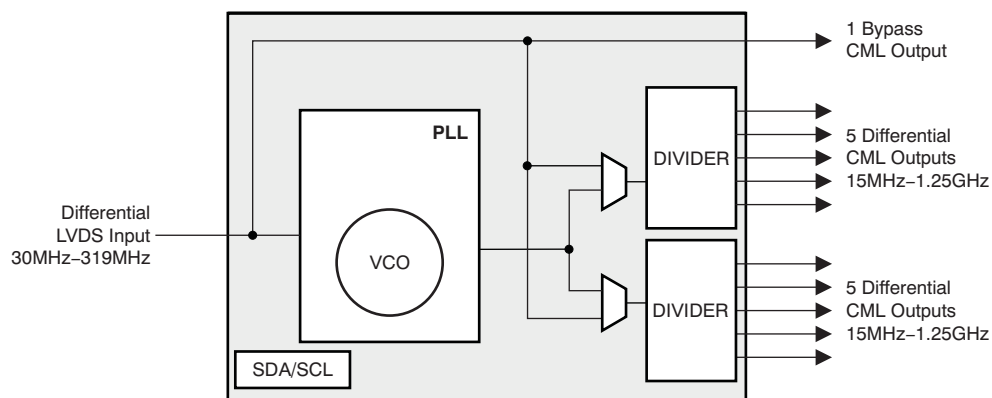 1 Bypass
CML Output
PLL
DIVIDER
5 Differential
CML Outputs
15MHz–1.25GHz
Differential
LVDS Input
30MHz–319MHz
VCO
DIVIDER
5 Differential
CML Outputs
15MHz–1.25GHz
SDA/SCL